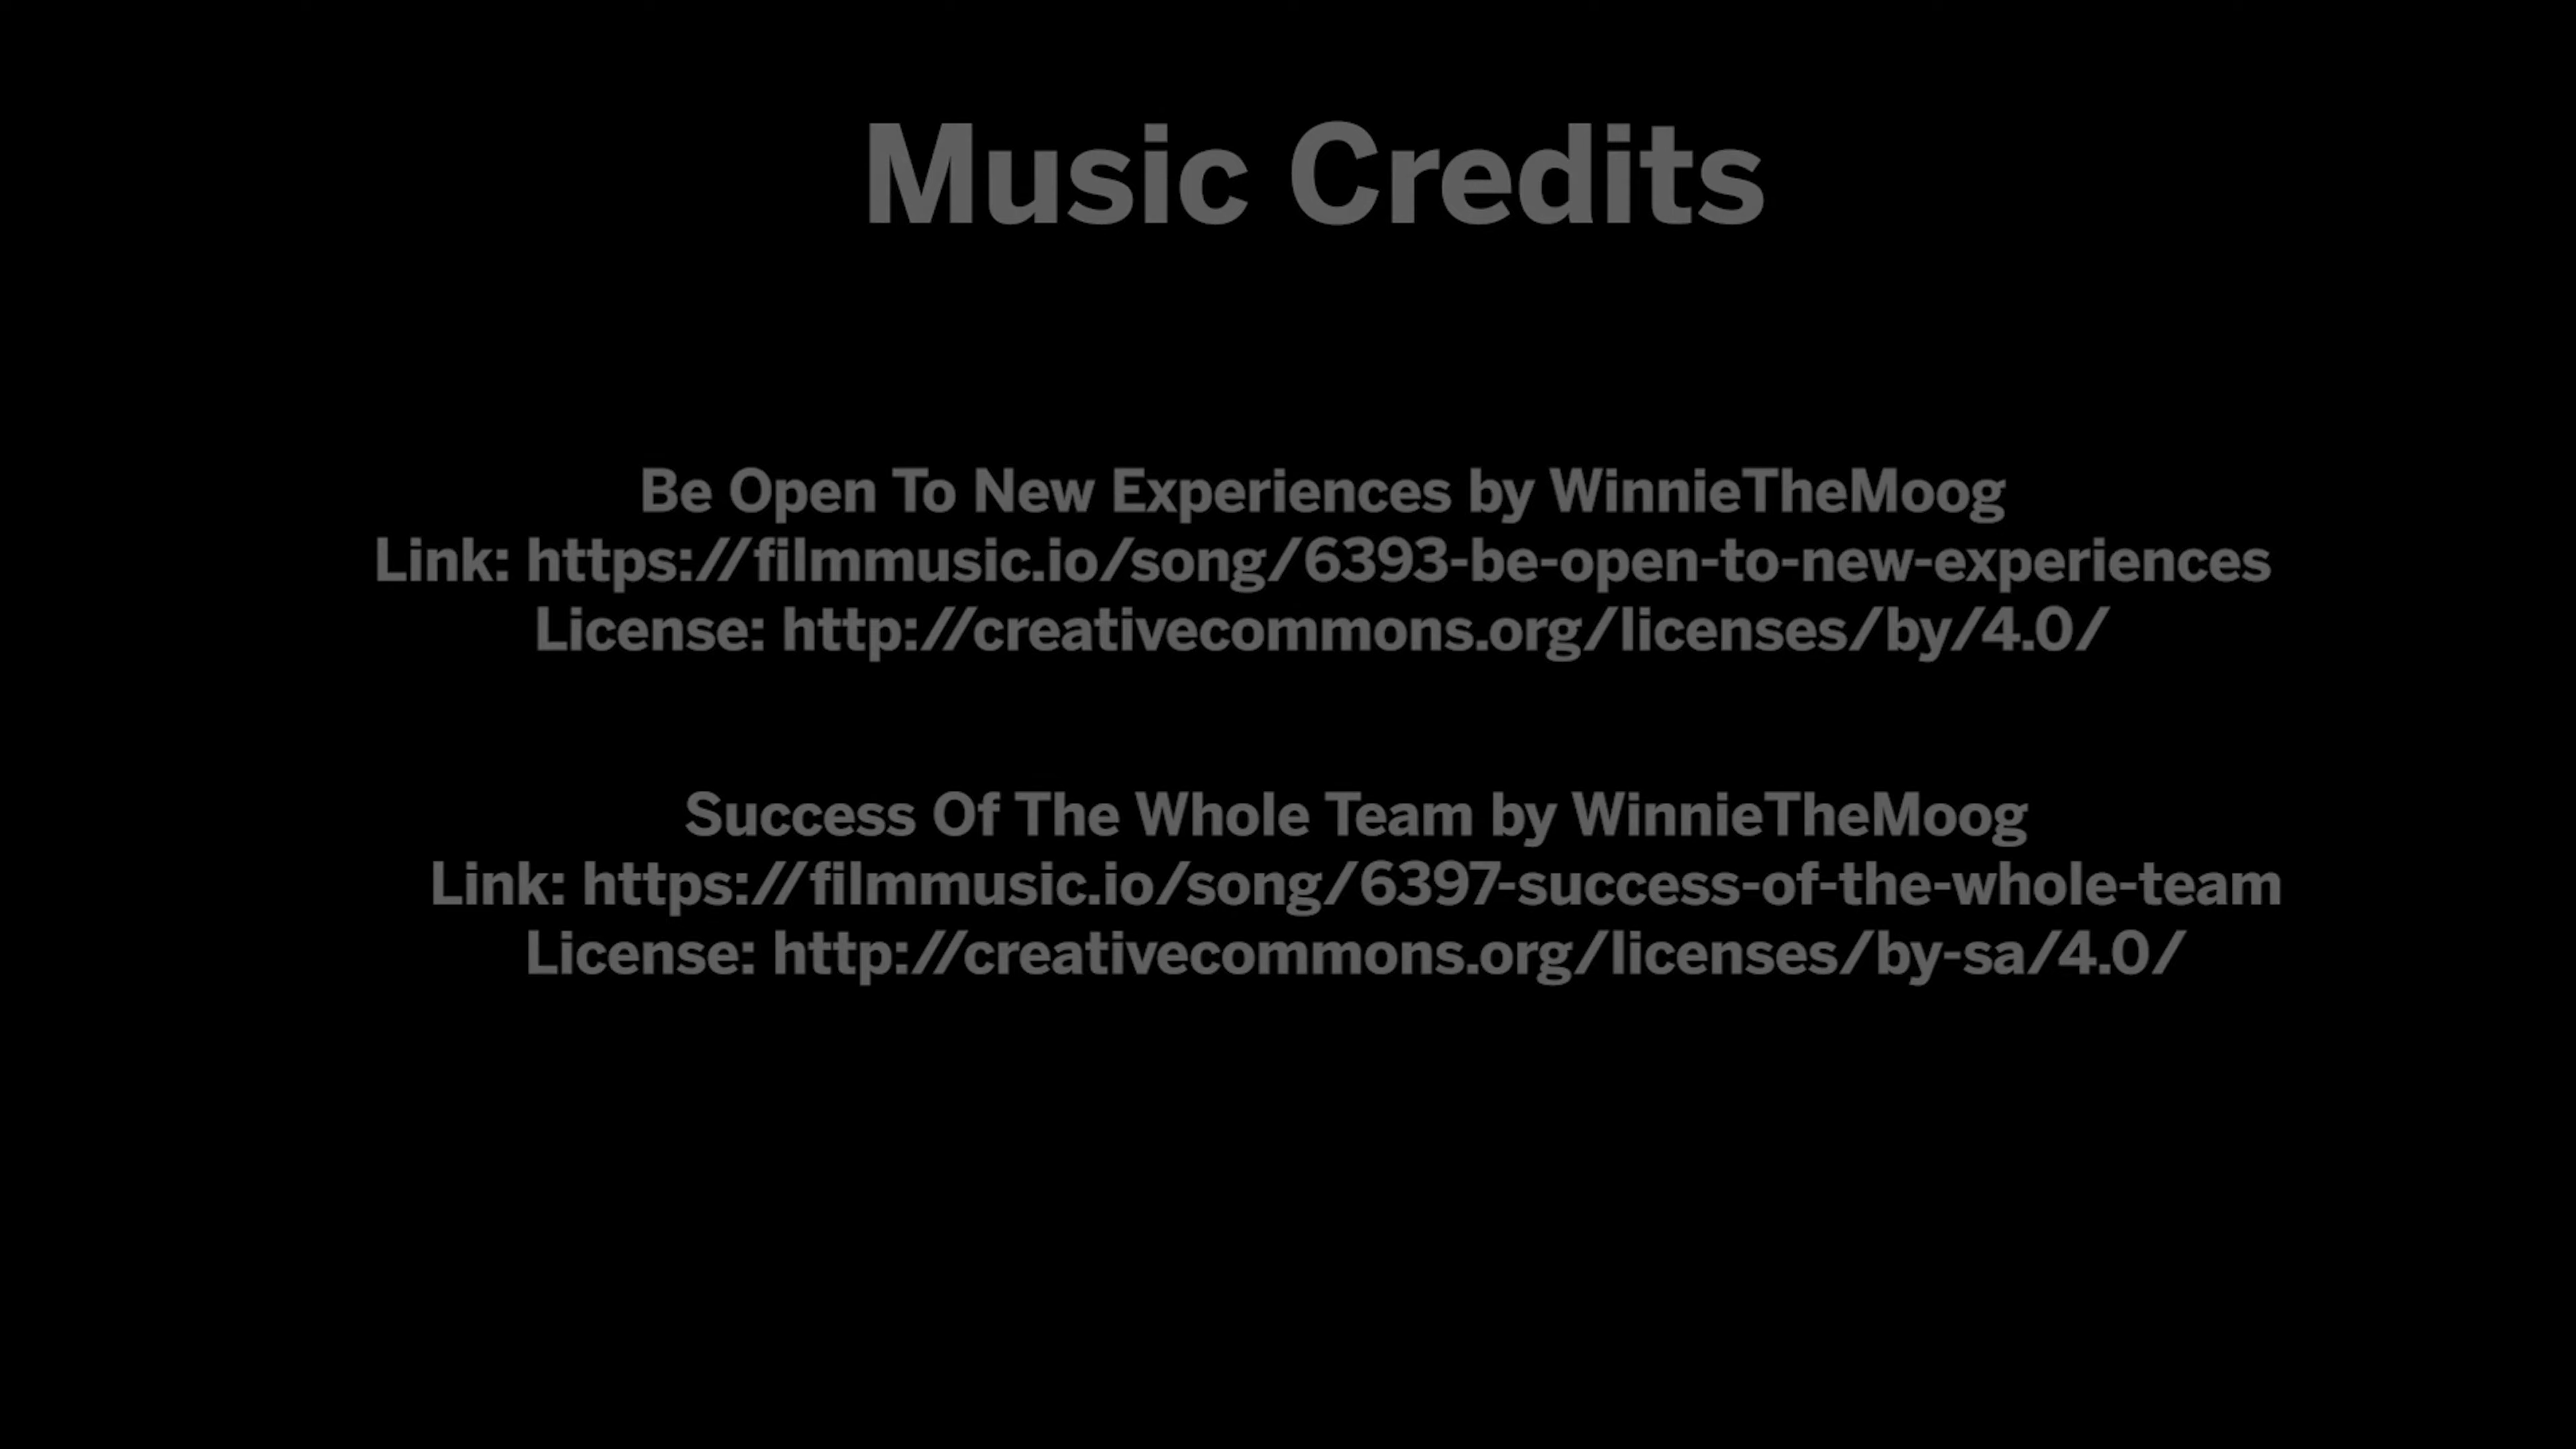 Music Credits
Be Open To New Experiences by WinnieTheMoog
Link: https://filmmusic.io/song/6393-be-open-to-new-experiences
License: http://creativecommons.org/licenses/by/4.0/
Success Of The Whole Team by WinnieTheMoog
Link: https://filmmusic.io/song/6397-success-of-the-whole-team
License: http://creativecommons.org/licenses/by-sa/4.0/